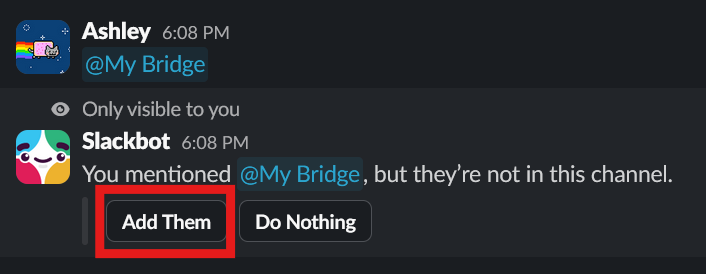 Ashley 6:08 PM
@My Bridge
Only visible to you
Slackbot 6:08 PM
You mentioned @My Bridge, but they’re not in this channel.
Add Them Do Nothing